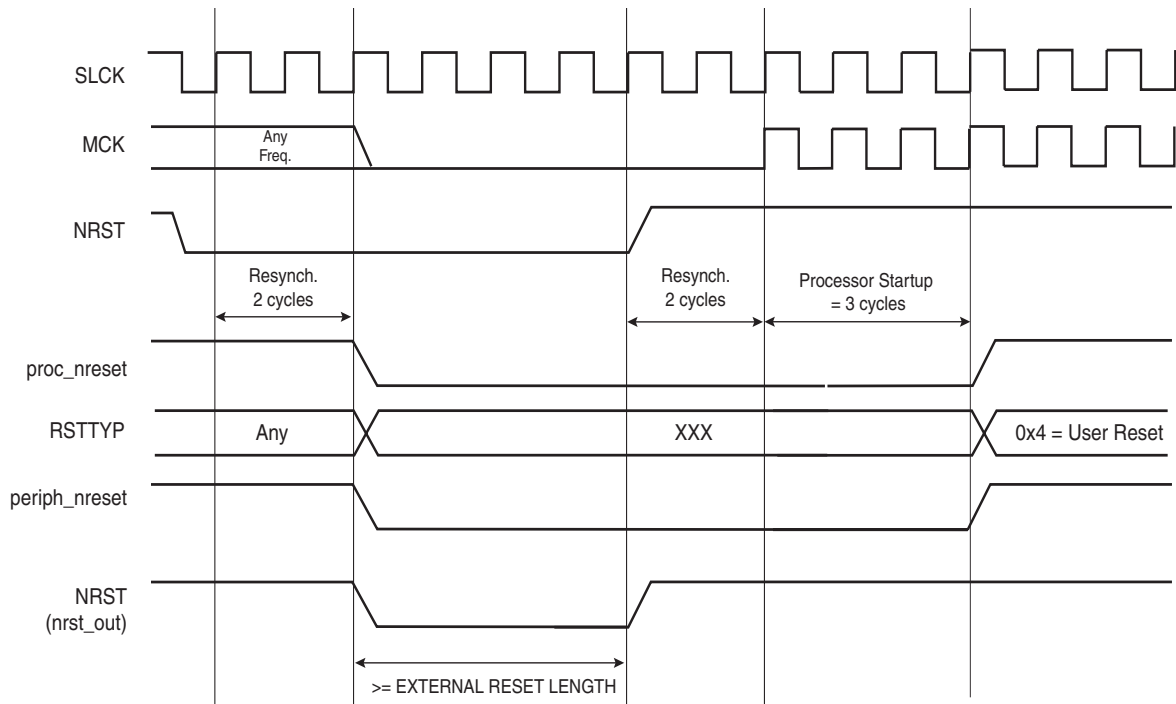 SLCK
MCK
Any
Freq.
NRST
Resynch.
2 cycles
Resynch.
2 cycles
Processor Startup
= 3 cycles
proc_nreset
RSTTYP
Any
XXX
0x4 = User Reset
periph_nreset
NRST
(nrst_out)
>= EXTERNAL RESET LENGTH